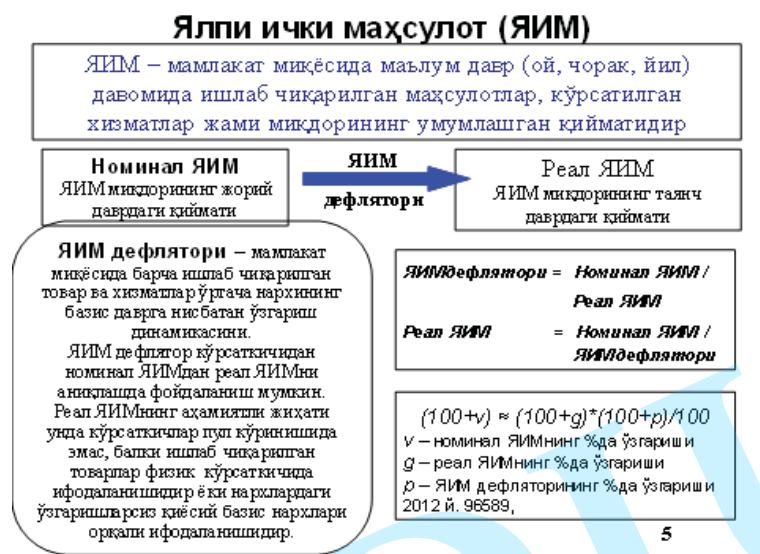 Ялпи ички маҳсулот (ЯИМ)
ЯИМ – мамлакат миқёсида маълум давр (ой, чорак, йил)
давомида ишлаб чиқарилган маҳсулотлар, кўрсатилган
хизматлар жами миқдорининг умумлашган қийматидир
Номинал ЯИМ
ЯИМ миқдорининг жорий
даврдаги қиймати
ЯИМ
дефлятори
Реал ЯИМ
ЯИМ миқдорининг таянч
даврдаги қиймати
ЯИМ дефлятори – мамлакат
миқёсида барча ишлаб чиқарилган
товар ва хизматлар ўртача нархининг
базис даврга нисбатан ўзгариш
динамикасини.
ЯИМ дефлятор кўрсаткичидан
номинал ЯИМдан реал ЯИМни
аниқлашда фойдаланиш мумкин.
Реал ЯИМнинг аҳамиятли жиҳати
унда кўрсаткичлар пул кўринишида
эмас, балки ишлаб чиқарилган
товарлар физик кўрсаткичида
ифодаланишидир ёки нархлардаги
ўзгаришларсиз қиёсий базис нархлари
орқали ифодаланишидир.
ЯИМдефлятори = Номинал ЯИМ /
Реал ЯИМ
Реал ЯИМ = Номинал ЯИМ /
ЯИМдефлятори
(100+v) ≈ (100+g)*(100+p)/100
v – номинал ЯИМнинг %да ўзгариши
g – реал ЯИМнинг %да ўзгариши
p – ЯИМ дефляторининг %да ўзгариши
2012 й. 96589,
5